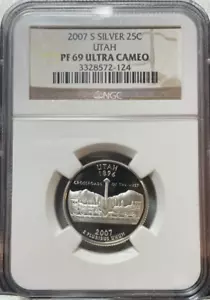 2007 S SILVER 25C
UTAH
PF 69 ULTRA CAMEO
3328572-124
NGC
UTAH
1896
CROSSROADS OF THE WEST
2007
E PLURIBUS UNUM